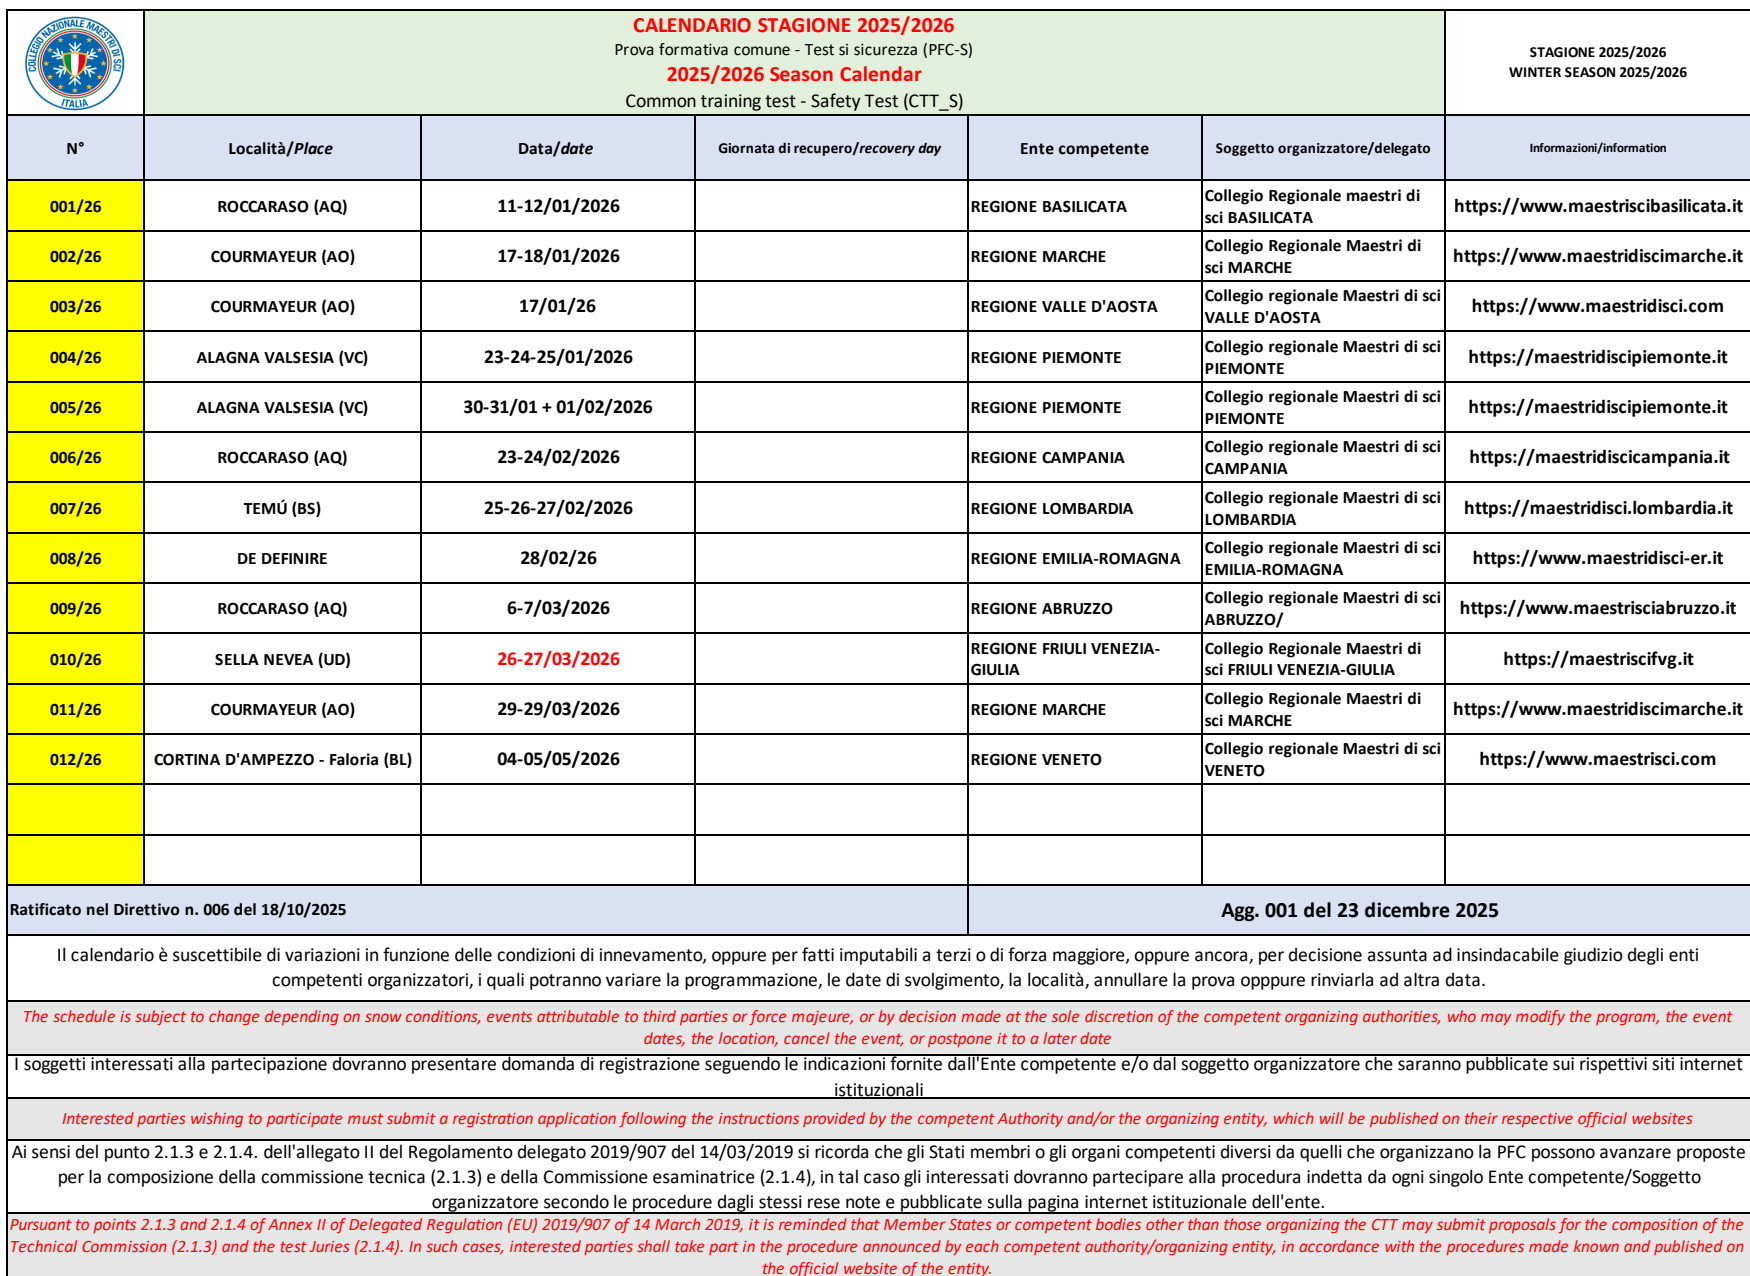 COLLEGIO NAZIONALE MAESTRI DI SCI
ITALIA
CALENDARIO STAGIONE 2025/2026
Prova formativa comune - Test si sicurezza (PFC-S)
2025/2026 Season Calendar
Common training test - Safety Test (CTT_S)
STAGIONE 2025/2026
WINTER SEASON 2025/2026
N° Località/Place Data/date Giornata di recupero/recovery day Ente competente Soggetto organizzatore/delegato Informazioni/information
001/26 ROCCARASO (AQ) 11-12/01/2026 REGIONE BASILICATA Collegio Regionale maestri di sci BASILICATA https://www.maestriscibasilicata.it
002/26 COURMAYEUR (AO) 17-18/01/2026 REGIONE MARCHE Collegio Regionale Maestri di sci MARCHE https://www.maestridiscimarche.it
003/26 COURMAYEUR (AO) 17/01/26 REGIONE VALLE D'AOSTA Collegio regionale Maestri di sci VALLE D'AOSTA https://www.maestridisci.com
004/26 ALAGNA VALSESIA (VC) 23-24-25/01/2026 REGIONE PIEMONTE Collegio regionale Maestri di sci PIEMONTE https://maestridiscipiemonte.it
005/26 ALAGNA VALSESIA (VC) 30-31/01 + 01/02/2026 REGIONE PIEMONTE Collegio regionale Maestri di sci PIEMONTE https://maestridiscipiemonte.it
006/26 ROCCARASO (AQ) 23-24/02/2026 REGIONE CAMPANIA Collegio regionale Maestri di sci CAMPANIA https://maestridiscicampania.it
007/26 TEMÚ (BS) 25-26-27/02/2026 REGIONE LOMBARDIA Collegio regionale Maestri di sci LOMBARDIA https://maestridisci.lombardia.it
008/26 DE DEFINIRE 28/02/26 REGIONE EMILIA-ROMAGNA Collegio regionale Maestri di sci EMILIA-ROMAGNA https://www.maestridisci-er.it
009/26 ROCCARASO (AQ) 6-7/03/2026 REGIONE ABRUZZO Collegio regionale Maestri di sci ABRUZZO/ https://www.maestrisciabruzzo.it
010/26 SELLA NEVEA (UD) 26-27/03/2026 REGIONE FRIULI VENEZIA-GIULIA Collegio Regionale Maestri di sci FRIULI VENEZIA-GIULIA https://maestriscifvg.it
011/26 COURMAYEUR (AO) 29-29/03/2026 REGIONE MARCHE Collegio Regionale Maestri di sci MARCHE https://www.maestridiscimarche.it
012/26 CORTINA D'AMPEZZO - Faloria (BL) 04-05/05/2026 REGIONE VENETO Collegio regionale Maestri di sci VENETO https://www.maestrisci.com
Ratificato nel Direttivo n. 006 del 18/10/2025 Agg. 001 del 23 dicembre 2025
Il calendario è suscettibile di variazioni in funzione delle condizioni di innevamento, oppure per fatti imputabili a terzi o di forza maggiore, oppure ancora, per decisione assunta ad insindacabile giudizio degli enti
competenti organizzatori, i quali potranno variare la programmazione, le date di svolgimento, la località, annullare la prova opppure rinviarla ad altra data.
The schedule is subject to change depending on snow conditions, events attributable to third parties or force majeure, or by decision made at the sole discretion of the competent organizing authorities, who may modify the program, the event
dates, the location, cancel the event, or postpone it to a later date
I soggetti interessati alla partecipazione dovranno presentare domanda di registrazione seguendo le indicazioni fornite dall'Ente competente e/o dal soggetto organizzatore che saranno pubblicate sui rispettivi siti internet
istituzionali
Interested parties wishing to participate must submit a registration application following the instructions provided by the competent Authority and/or the organizing entity, which will be published on their respective official websites
Ai sensi del punto 2.1.3 e 2.1.4. dell'allegato II del Regolamento delegato 2019/907 del 14/03/2019 si ricorda che gli Stati membri o gli organi competenti diversi da quelli che organizzano la PFC possono avanzare proposte
per la composizione della commissione tecnica (2.1.3) e della Commissione esaminatrice (2.1.4), in tal caso gli interessati dovranno partecipare alla procedura indetta da ogni singolo Ente competente/Soggetto
organizzatore secondo le procedure dagli stessi rese note e pubblicate sulla pagina internet istituzionale dell'ente.
Pursuant to points 2.1.3 and 2.1.4 of Annex II of Delegated Regulation (EU) 2019/907 of 14 March 2019, it is reminded that Member States or competent bodies other than those organizing the CTT may submit proposals for the composition of the
Technical Commission (2.1.3) and the test Juries (2.1.4). In such cases, interested parties shall take part in the procedure announced by each competent authority/organizing entity, in accordance with the procedures made known and published on
the official website of the entity.